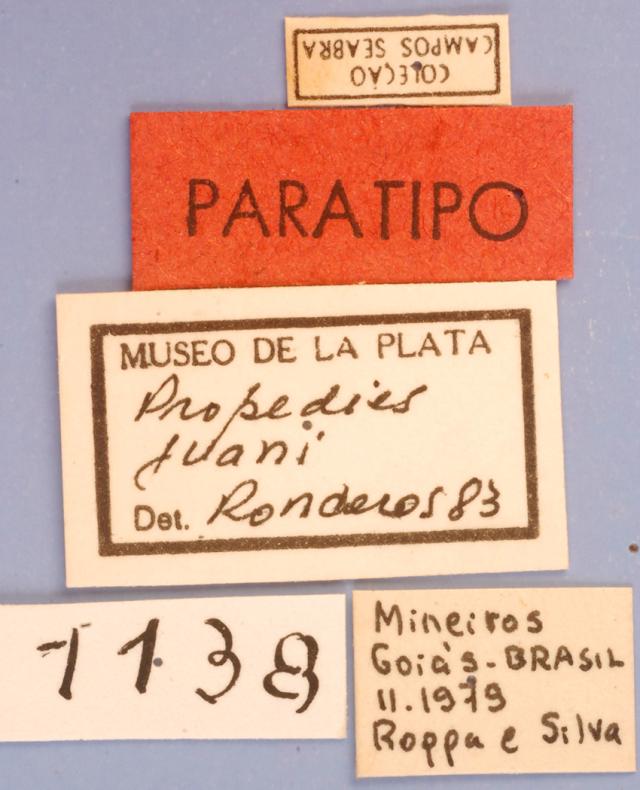 COLEÇÃO
CAMPOS SEABRA
PARATIPO
MUSEO DE LA PLATA
Propedies
juani
Det. Ronderos 83
1138
Mineiros
Goiás-BRASIL
II.1979
Roppa e Silva